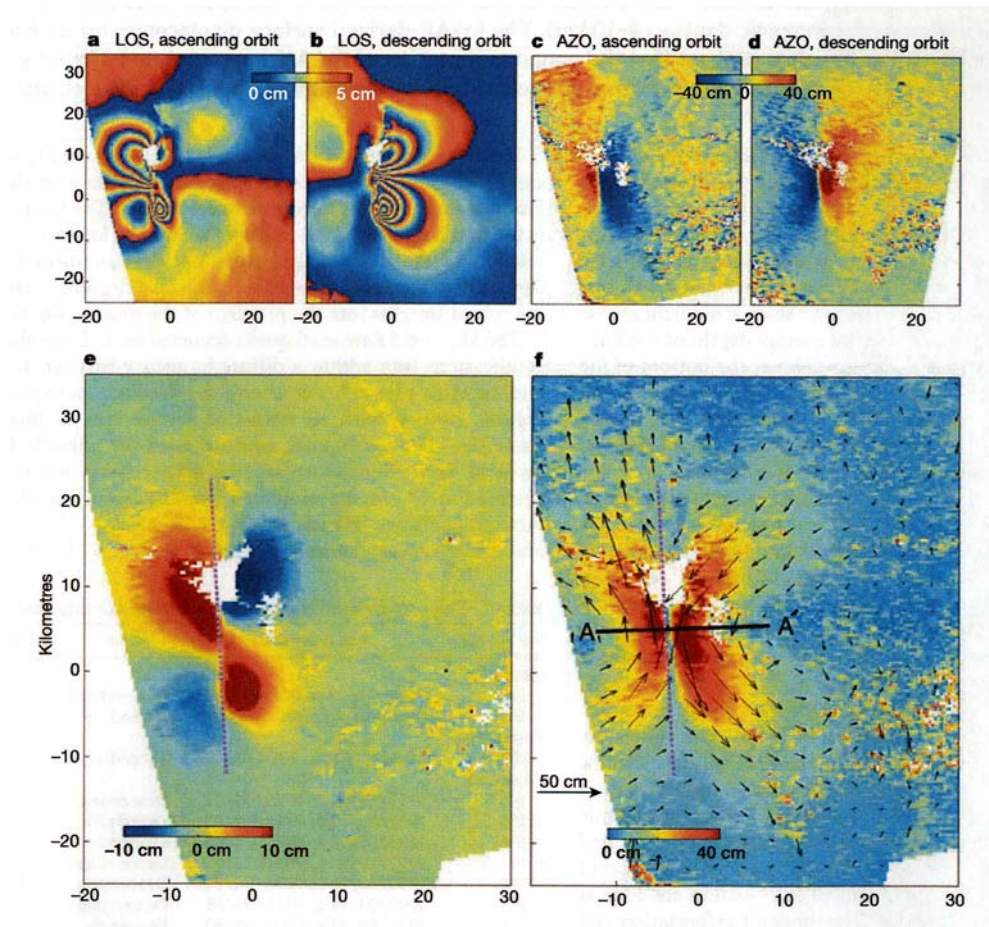 a LOS, ascending orbit
b LOS, descending orbit
c AZO, ascending orbit
d AZO, descending orbit
0 cm 5 cm
-40 cm 0 40 cm
30
20
10
0
-10
-20
-20 0 20
0 20
0 20
0 20
e
f
Kilometres
30
20
10
0
-10
-20
A A′
50 cm
-10 cm 0 cm 10 cm
0 cm 40 cm
-20 -10 0 10 20 30
-10 0 10 20 30